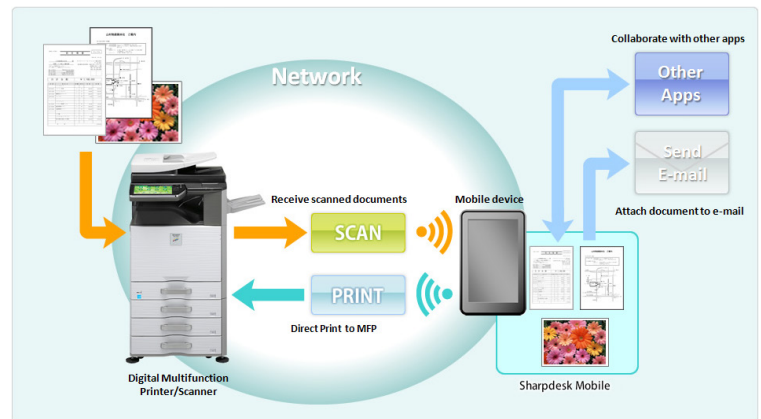 Collaborate with other apps
Network
Other
Apps
Send
E-mail
Attach document to e-mail
Receive scanned documents
Mobile device
SCAN
PRINT
Direct Print to MFP
Digital Multifunction
Printer/Scanner
Sharpdesk Mobile